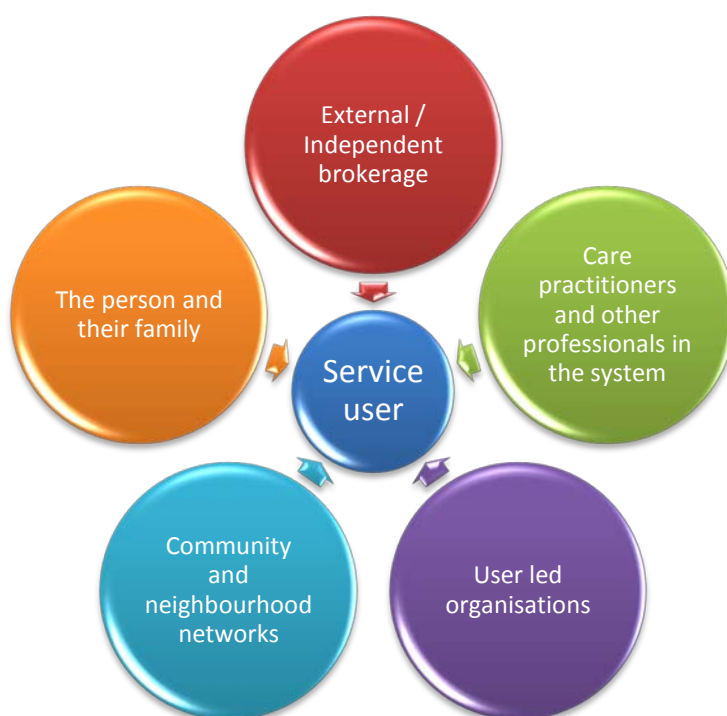 External /
Independent
brokerage
The person and
their family
Care
practitioners
and other
professionals in
the system
Service
user
Community
and
neighbourhood
networks
User led
organisations